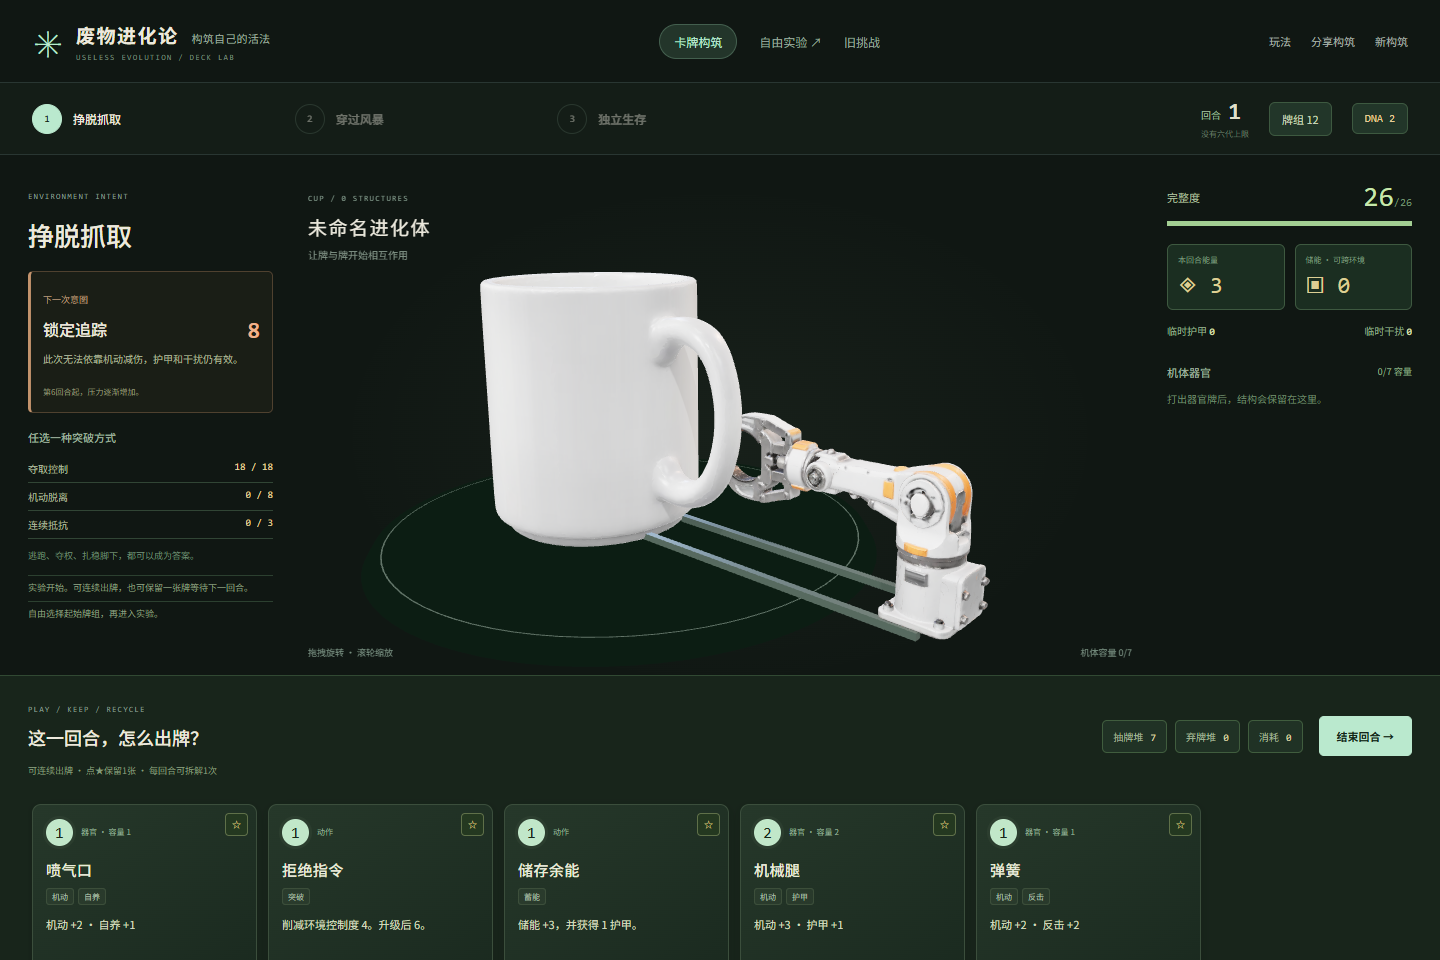 废物进化论 构筑自己的活法
USELESS EVOLUTION / DECK LAB
卡牌构筑 自由实验 ↗ 旧挑战
玩法 分享构筑 新构筑
1 挣脱抓取 2 穿过风暴 3 独立生存
回合 1
没有六代上限
牌组 12
DNA 2
ENVIRONMENT INTENT
挣脱抓取
下一次意图
锁定追踪 8
此次无法依靠机动减伤，护甲和干扰仍有效。
第6回合起，压力逐渐增加。
任选一种突破方式
夺取控制 18 / 18
机动脱离 0 / 8
连续抵抗 0 / 3
逃跑、夺权、扎稳脚下，都可以成为答案。
实验开始。可连续出牌，也可保留一张牌等待下一回合。
自由选择起始牌组，再进入实验。
CUP / 0 STRUCTURES
未命名进化体
让牌与牌开始相互作用
拖拽旋转 · 滚轮缩放
机体容量 0/7
完整度 26/26
本回合能量
◈ 3
储能 · 可跨环境
▣ 0
临时护甲 0 临时干扰 0
机体器官 0/7 容量
打出器官牌后，结构会保留在这里。
PLAY / KEEP / RECYCLE
这一回合，怎么出牌？
可连续出牌 · 点★保留1张 · 每回合可拆解1次
抽牌堆 7 弃牌堆 0 消耗 0 结束回合 →
1 器官 · 容量 1 ☆
喷气口
机动 自养
机动 +2 · 自养 +1
1 动作 ☆
拒绝指令
突破
削减环境控制度 4。升级后 6。
1 动作 ☆
储存余能
蓄能
储能 +3，并获得 1 护甲。
2 器官 · 容量 2 ☆
机械腿
机动 护甲
机动 +3 · 护甲 +1
1 器官 · 容量 1 ☆
弹簧
机动 反击
机动 +2 · 反击 +2